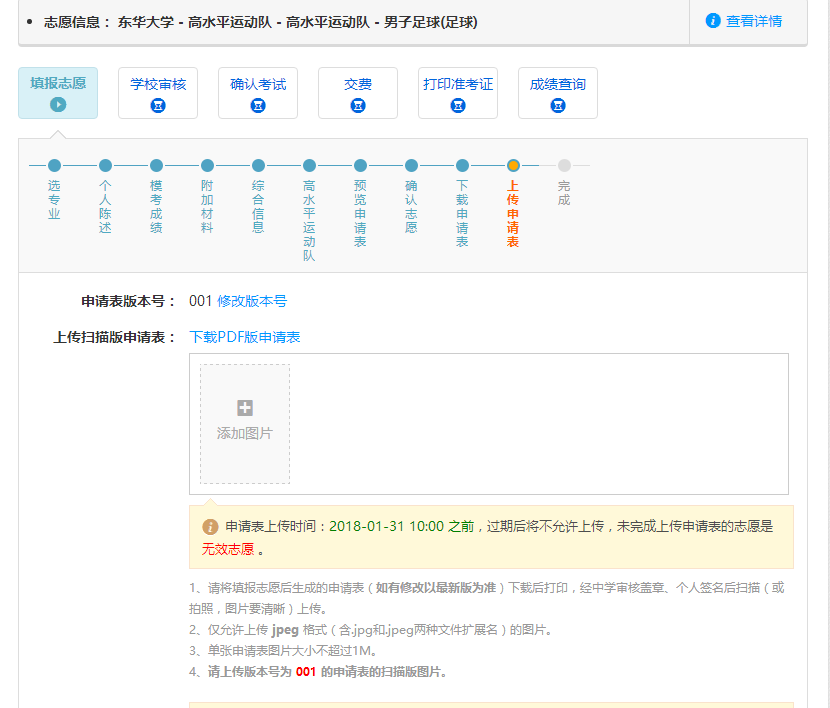 志愿信息： 东华大学 - 高水平运动队 - 高水平运动队 - 男子足球(足球)
查看详情
填报志愿
学校审核
确认考试
交费
打印准考证
成绩查询
选专业
个人陈述
模考成绩
附加材料
综合信息
高水平运动队
预览申请表
确认志愿
下载申请表
上传申请表
完成
申请表版本号： 001 修改版本号
上传扫描版申请表： 下载PDF版申请表
添加图片
申请表上传时间：2018-01-31 10:00 之前，过期后将不允许上传，未完成上传申请表的志愿是
无效志愿 。
1、请将填报志愿后生成的申请表（如有修改以最新版为准）下载后打印，经中学审核盖章、个人签名后扫描（或
拍照，图片要清晰）上传。
2、仅允许上传 jpeg 格式（含.jpg和.jpeg两种文件扩展名）的图片。
3、单张申请表图片大小不超过1M。
4、请上传版本号为 001 的申请表的扫描版图片。